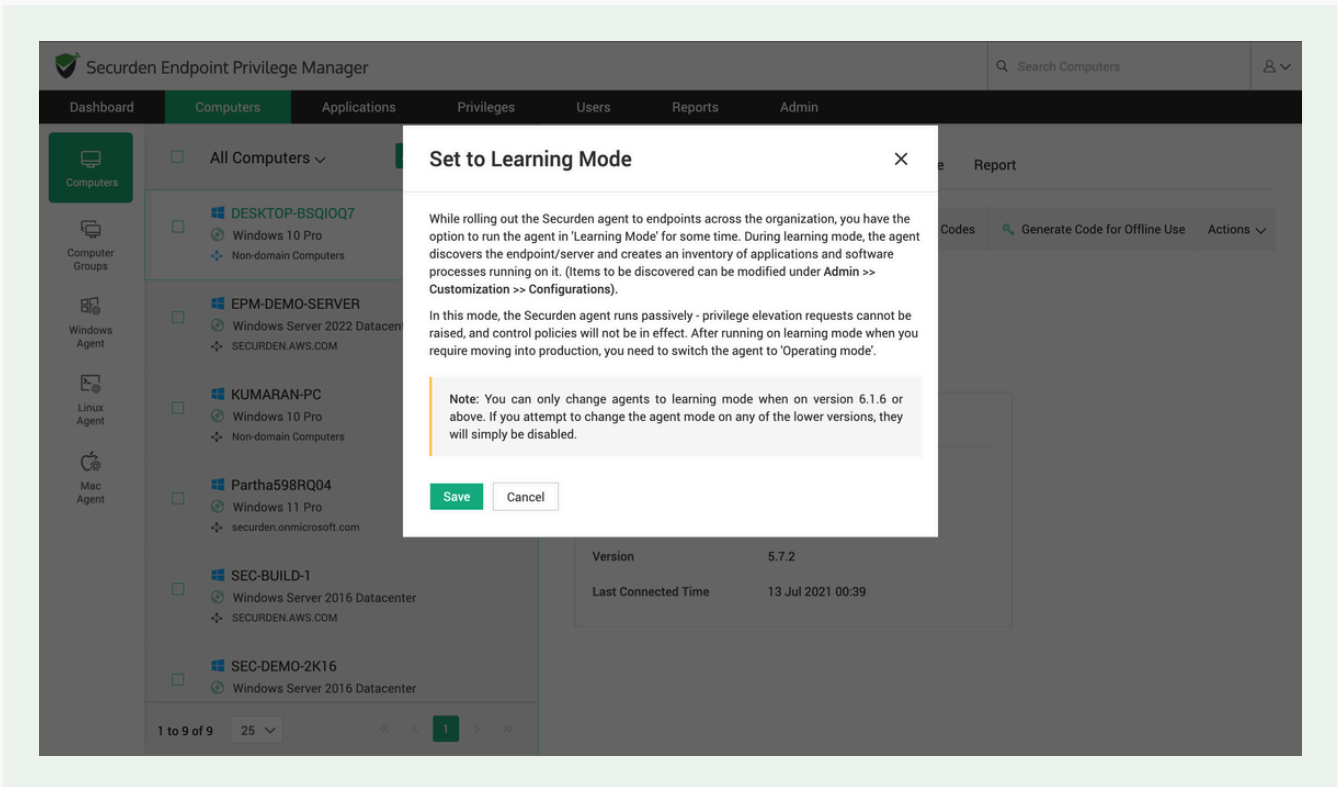 Securden Endpoint Privilege Manager
Search Computers
Dashboard
Computers
Applications
Privileges
Users
Reports
Admin
Computers
Computer
Groups
Windows
Agent
Linux
Agent
Mac
Agent
All Computers
DESKTOP-BSQIOQ7
Windows 10 Pro
Non-domain Computers
EPM-DEMO-SERVER
Windows Server 2022 Datacen
SECURDEN.AWS.COM
KUMARAN-PC
Windows 10 Pro
Non-domain Computers
Partha598RQ04
Windows 11 Pro
securden.onmicrosoft.com
SEC-BUILD-1
Windows Server 2016 Datacenter
SECURDEN.AWS.COM
SEC-DEMO-2K16
Windows Server 2016 Datacenter
1 to 9 of 9
25
1
Report
Codes
Generate Code for Offline Use
Actions
Set to Learning Mode
While rolling out the Securden agent to endpoints across the organization, you have the
option to run the agent in 'Learning Mode' for some time. During learning mode, the agent
discovers the endpoint/server and creates an inventory of applications and software
processes running on it. (Items to be discovered can be modified under Admin >>
Customization >> Configurations).
In this mode, the Securden agent runs passively - privilege elevation requests cannot be
raised, and control policies will not be in effect. After running on learning mode when you
require moving into production, you need to switch the agent to 'Operating mode'.
Note: You can only change agents to learning mode when on version 6.1.6 or
above. If you attempt to change the agent mode on any of the lower versions, they
will simply be disabled.
Save
Cancel
Version
5.7.2
Last Connected Time
13 Jul 2021 00:39